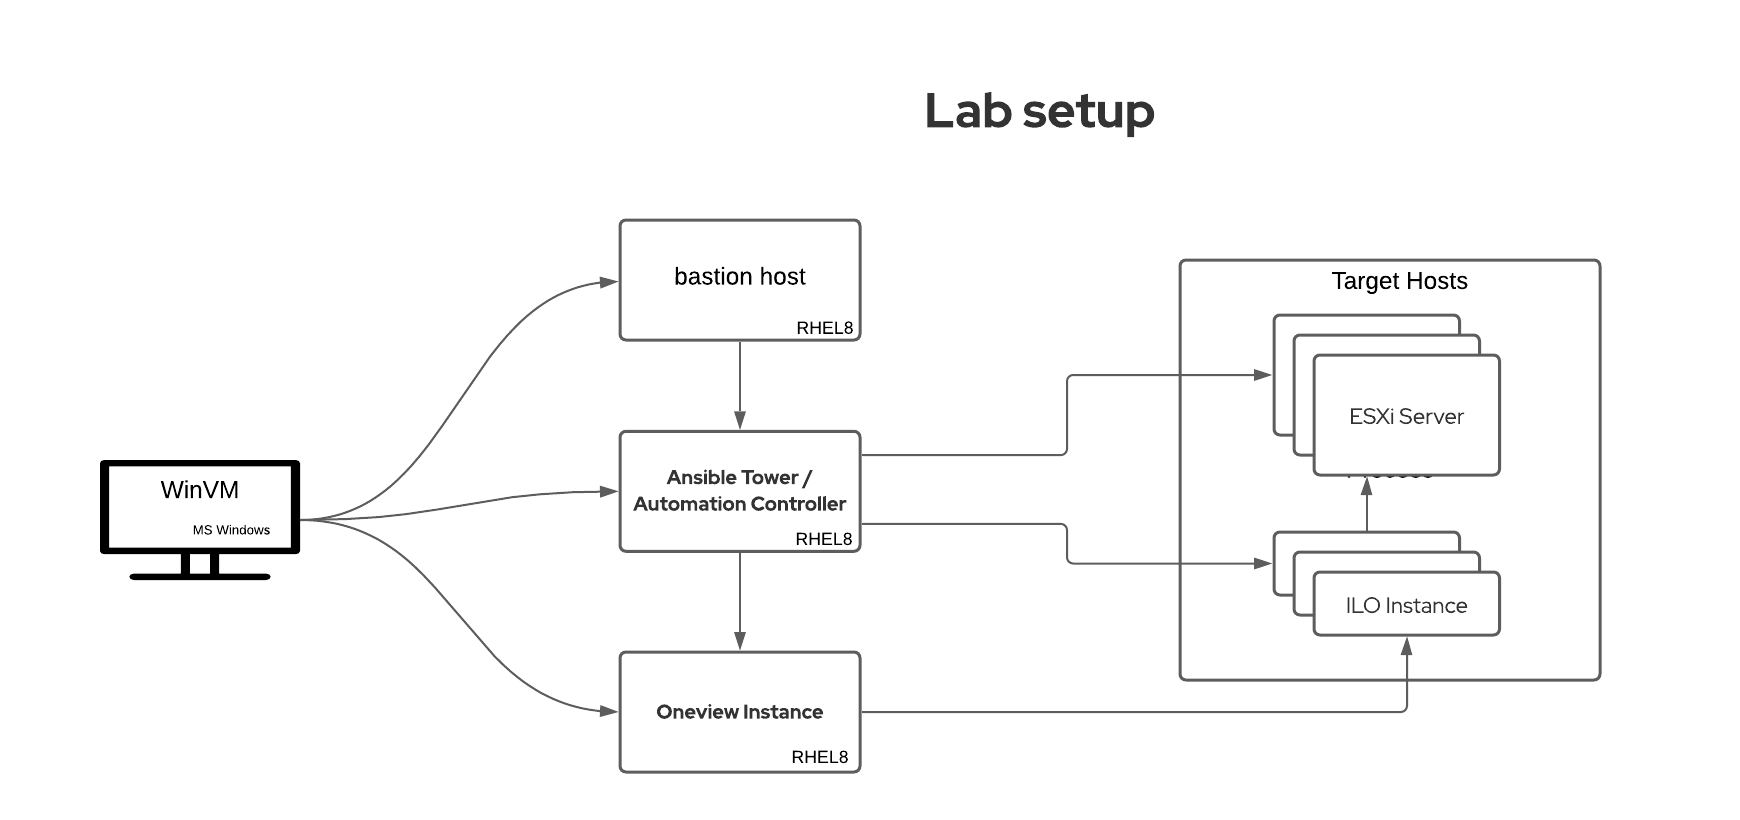 Lab setup
bastion host
RHEL8
Target Hosts
ESXi Server
Ansible Tower /
Automation Controller
RHEL8
WinVM
MS Windows
ILO Instance
Oneview Instance
RHEL8